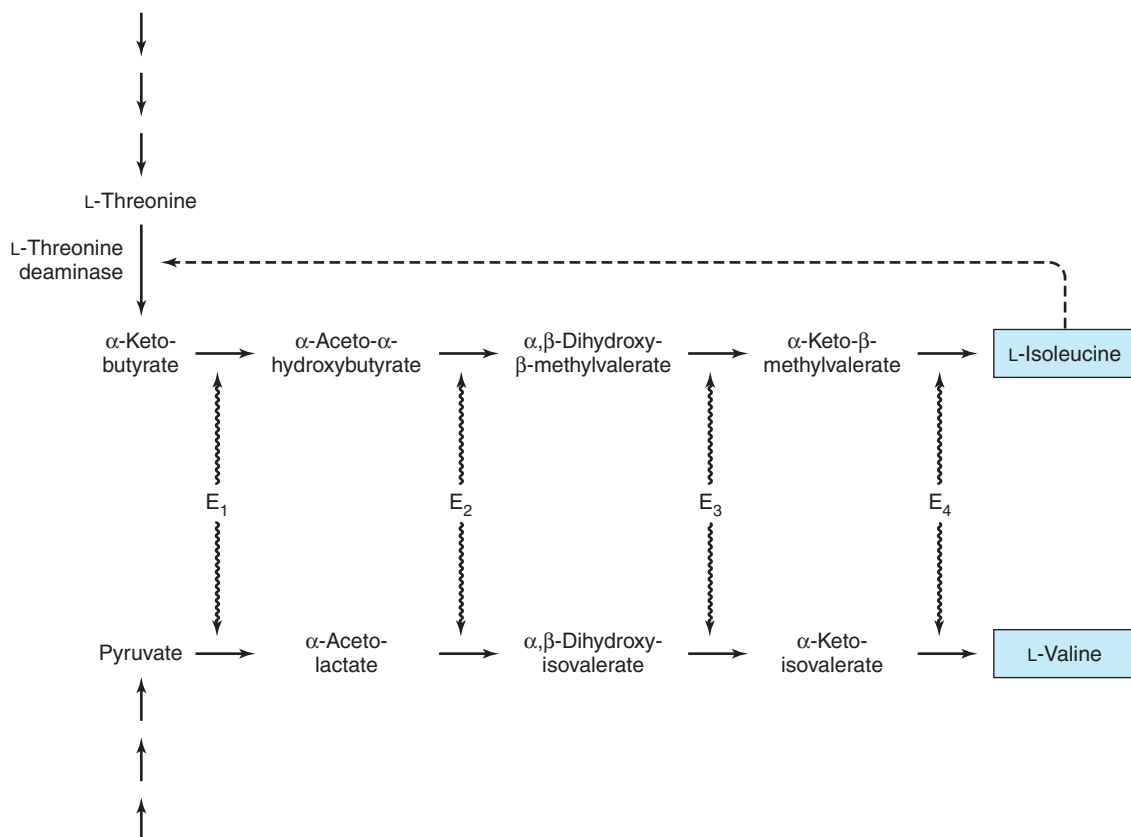 L-Threonine
L-Threonine
deaminase
α-Keto-
butyrate
α-Aceto-α-
hydroxybutyrate
α,β-Dihydroxy-
β-methylvalerate
α-Keto-β-
methylvalerate
L-Isoleucine
E₁
E₂
E₃
E₄
Pyruvate
α-Aceto-
lactate
α,β-Dihydroxy-
isovalerate
α-Keto-
isovalerate
L-Valine